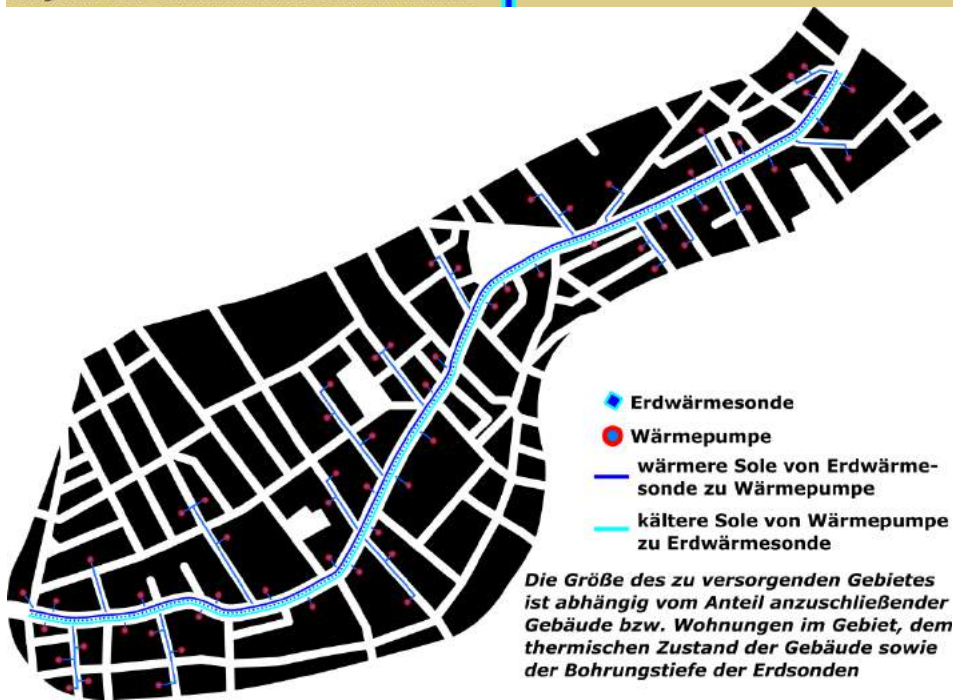 Erdwärmesonde
Wärmepumpe
wärmere Sole von Erdwärme-
sonde zu Wärmepumpe
kältere Sole von Wärmepumpe
zu Erdwärmesonde
Die Größe des zu versorgenden Gebietes
ist abhängig vom Anteil anzuschließender
Gebäude bzw. Wohnungen im Gebiet, dem
thermischen Zustand der Gebäude sowie
der Bohrungstiefe der Erdsonden